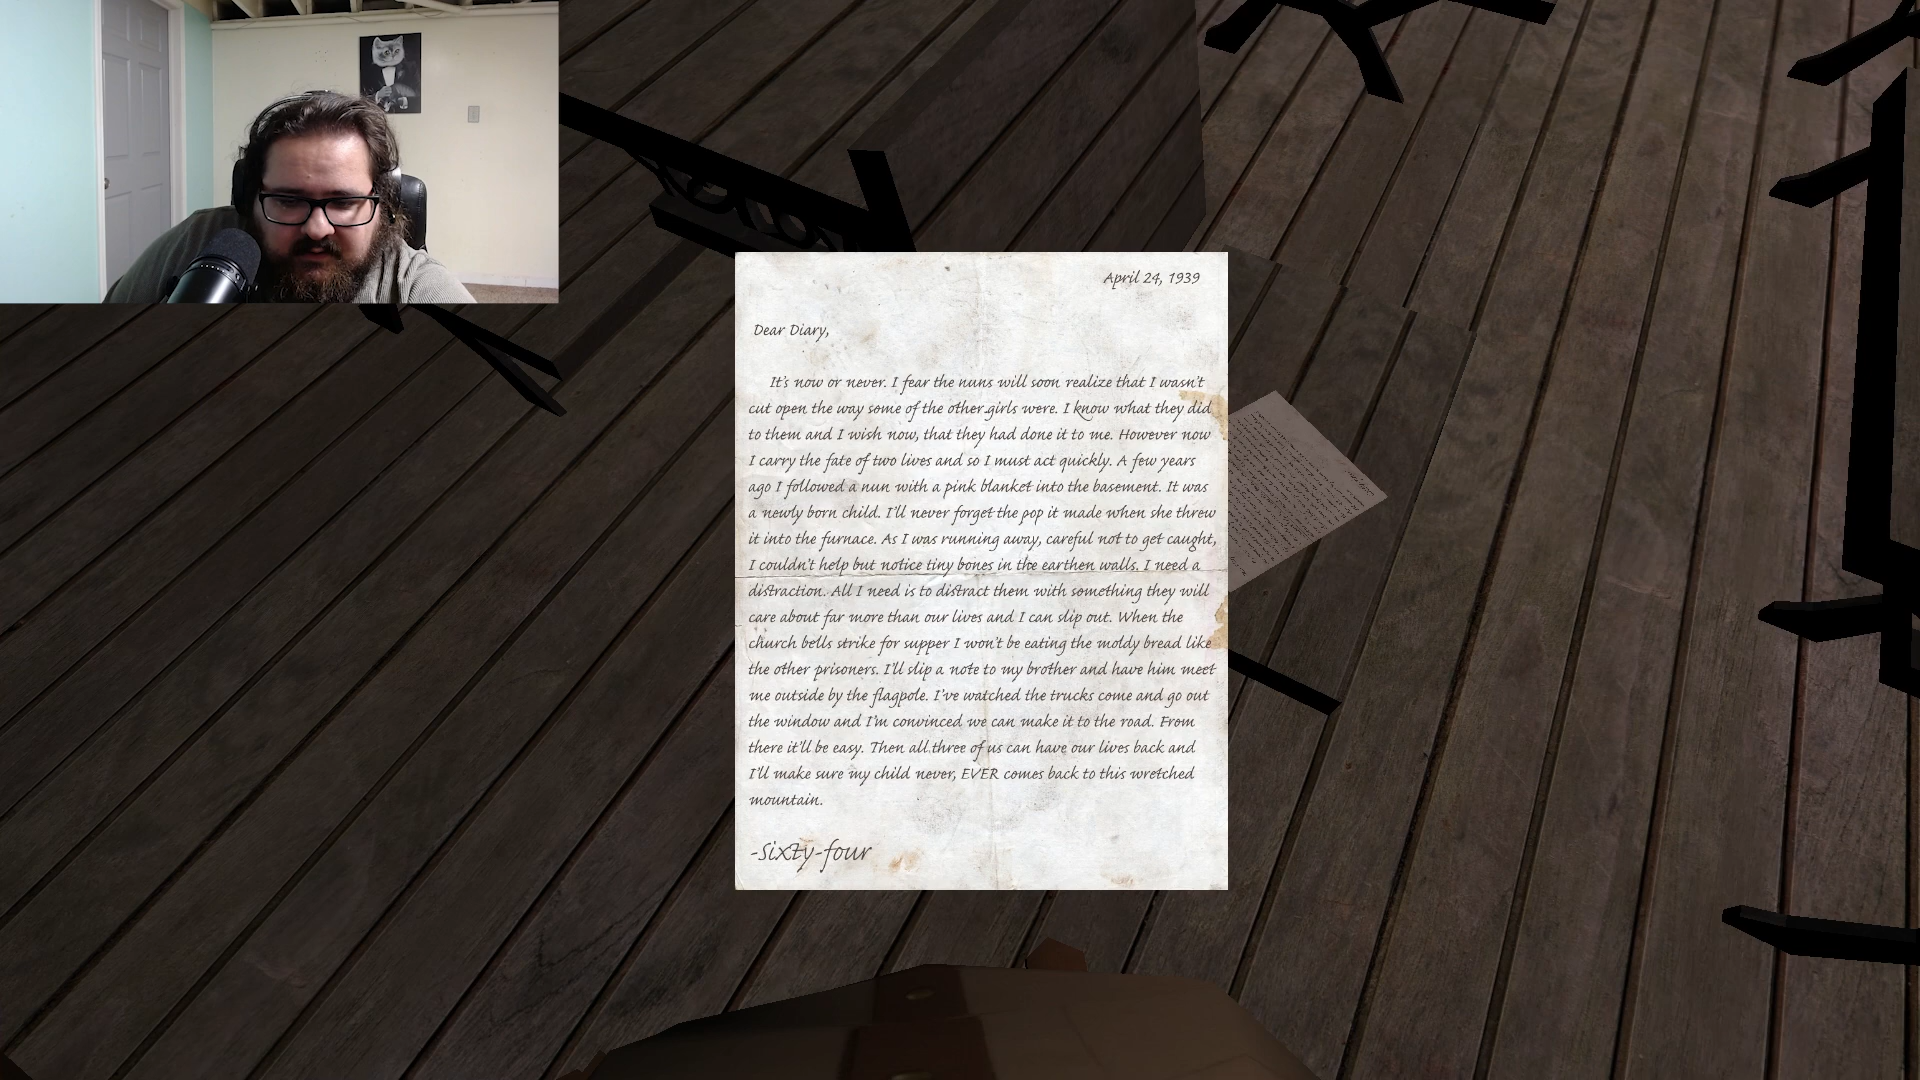 April 24, 1939
Dear Diary,
It's now or never. I fear the nuns will soon realize that I wasn't
cut open the way some of the other girls were. I know what they did
to them and I wish now, that they had done it to me. However now
I carry the fate of two lives and so I must act quickly. A few years
ago I followed a nun with a pink blanket into the basement. It was
a newly born child. I'll never forget the pop it made when she threw
it into the furnace. As I was running away, careful not to get caught,
I couldn't help but notice tiny bones in the earthen walls. I need a
distraction. All I need is to distract them with something they will
care about far more than our lives and I can slip out. When the
church bells strike for supper I won't be eating the moldy bread like
the other prisoners. I'll slip a note to my brother and have him meet
me outside by the flagpole. I've watched the trucks come and go out
the window and I'm convinced we can make it to the road. From
there it'll be easy. Then all three of us can have our lives back and
I'll make sure my child never, EVER comes back to this wretched
mountain.
-Sixty-four